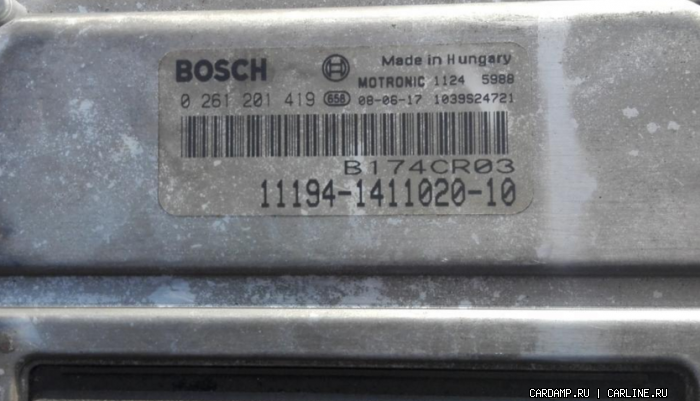 BOSCH Made in Hungary
MOTRONIC 1124 5988
0 261 201 419 656 08-06-17 1039S24721
B174CR03
11194-1411020-10
CARDAMP.RU | CARLINE.RU